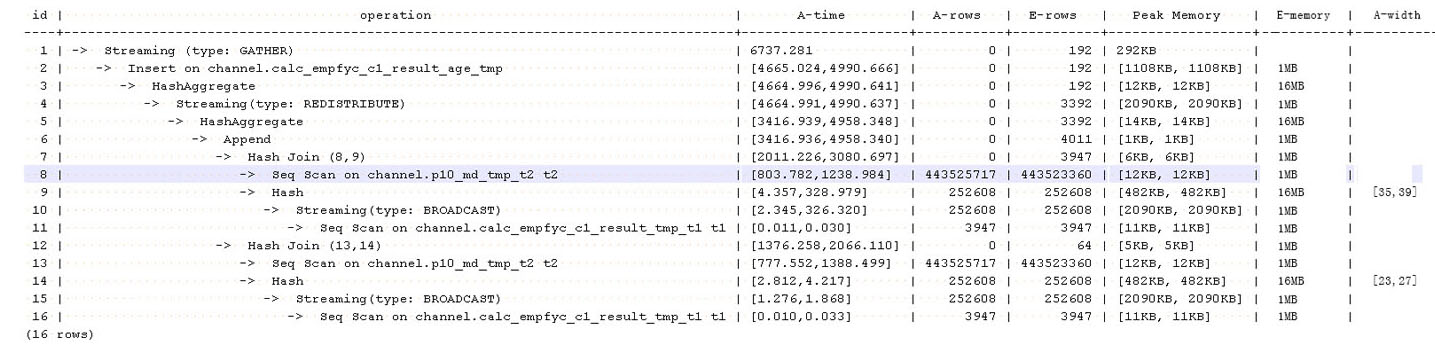 id | operation | A-time | A-rows | E-rows | Peak Memory | E-memory | A-width
----+----------------------------------------------------------------------------------+---------------------+-----------+-----------+------------------+----------+---------
1 | -> Streaming (type: GATHER) | 6737.281 | 0 | 192 | 292KB | |
2 | -> Insert on channel.calc_empfyc_c1_result_age_tmp | [4665.024,4990.666] | 0 | 192 | [1108KB, 1108KB] | 1MB |
3 | -> HashAggregate | [4664.996,4990.641] | 0 | 192 | [12KB, 12KB] | 16MB |
4 | -> Streaming(type: REDISTRIBUTE) | [4664.991,4990.637] | 0 | 3392 | [2090KB, 2090KB] | 1MB |
5 | -> HashAggregate | [3416.939,4958.348] | 0 | 3392 | [14KB, 14KB] | 16MB |
6 | -> Append | [3416.936,4958.340] | 0 | 4011 | [1KB, 1KB] | 1MB |
7 | -> Hash Join (8,9) | [2011.226,3080.697] | 0 | 3947 | [6KB, 6KB] | 1MB |
8 | -> Seq Scan on channel.p10_md_tmp_t2 t2 | [803.782,1238.984] | 443525717 | 443523360 | [12KB, 12KB] | 1MB |
9 | -> Hash | [4.357,328.979] | 252608 | 252608 | [482KB, 482KB] | 16MB | [35,39]
10 | -> Streaming(type: BROADCAST) | [2.345,326.320] | 252608 | 252608 | [2090KB, 2090KB] | 1MB |
11 | -> Seq Scan on channel.calc_empfyc_c1_result_tmp_t1 t1 | [0.011,0.030] | 3947 | 3947 | [11KB, 11KB] | 1MB |
12 | -> Hash Join (13,14) | [1376.258,2066.110] | 0 | 64 | [5KB, 5KB] | 1MB |
13 | -> Seq Scan on channel.p10_md_tmp_t2 t2 | [777.552,1388.499] | 443525717 | 443523360 | [12KB, 12KB] | 1MB |
14 | -> Hash | [2.812,4.217] | 252608 | 252608 | [482KB, 482KB] | 16MB | [23,27]
15 | -> Streaming(type: BROADCAST) | [1.276,1.868] | 252608 | 252608 | [2090KB, 2090KB] | 1MB |
16 | -> Seq Scan on channel.calc_empfyc_c1_result_tmp_t1 t1 | [0.010,0.033] | 3947 | 3947 | [11KB, 11KB] | 1MB |
(16 rows)